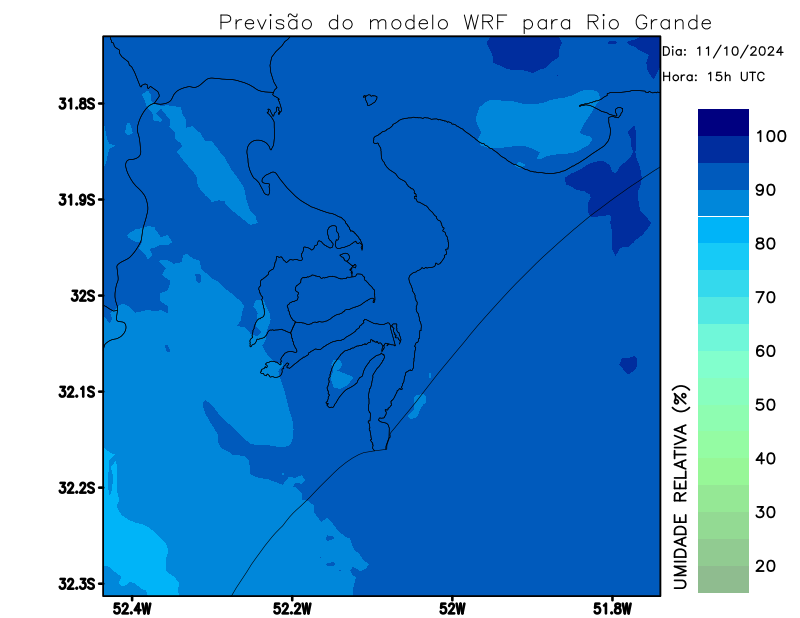 Previsão do modelo WRF para Rio Grande
Dia: 11/10/2024
Hora: 15h UTC
31.8S
31.9S
32S
32.1S
32.2S
32.3S
52.4W
52.2W
52W
51.8W
UMIDADE RELATIVA (%)
100
90
80
70
60
50
40
30
20